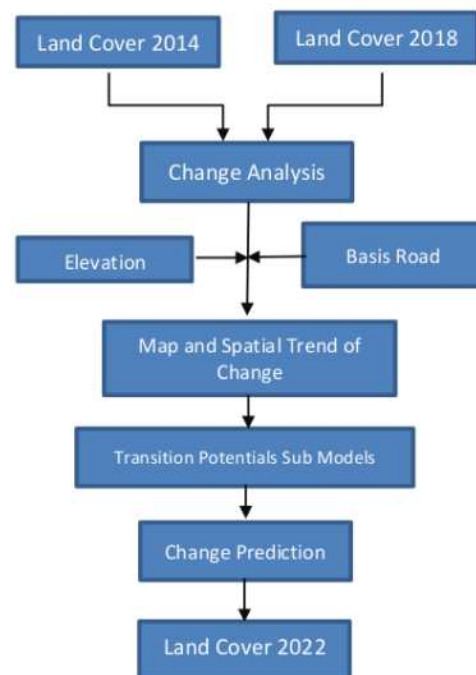 Land Cover 2014
Land Cover 2018
Change Analysis
Elevation
Basis Road
Map and Spatial Trend of
Change
Transition Potentials Sub Models
Change Prediction
Land Cover 2022